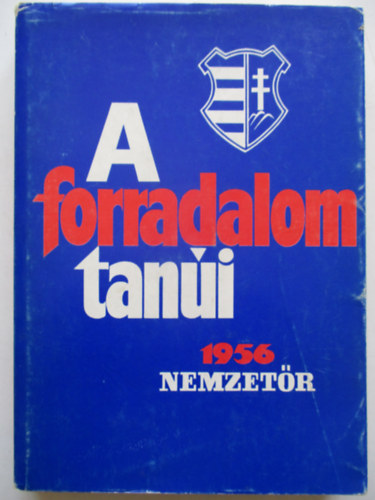 A
forradalom
tanúi
1956
NEMZETŐR